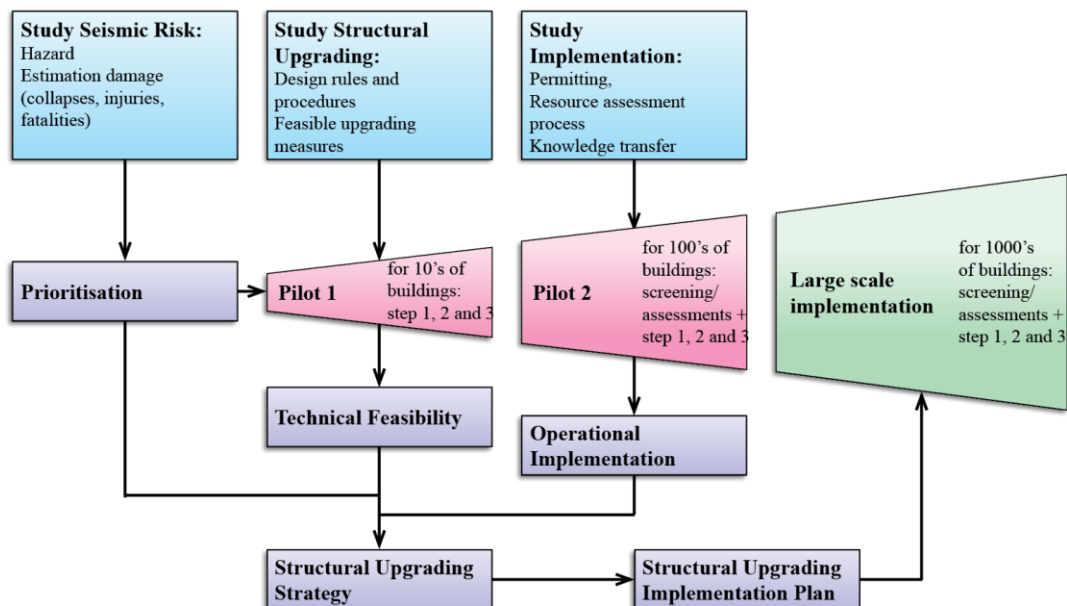 Study Seismic Risk:
Hazard
Estimation damage
(collapses, injuries,
fatalities)
Study Structural
Upgrading:
Design rules and
procedures
Feasible upgrading
measures
Study
Implementation:
Permitting,
Resource assessment
process
Knowledge transfer
Prioritisation
Pilot 1
for 10's of
buildings:
step 1, 2 and 3
Pilot 2
for 100's of
buildings:
screening/
assessments +
step 1, 2 and 3
Large scale
implementation
for 1000's
of buildings:
screening/
assessments +
step 1, 2 and 3
Technical Feasibility
Operational
Implementation
Structural Upgrading
Strategy
Structural Upgrading
Implementation Plan